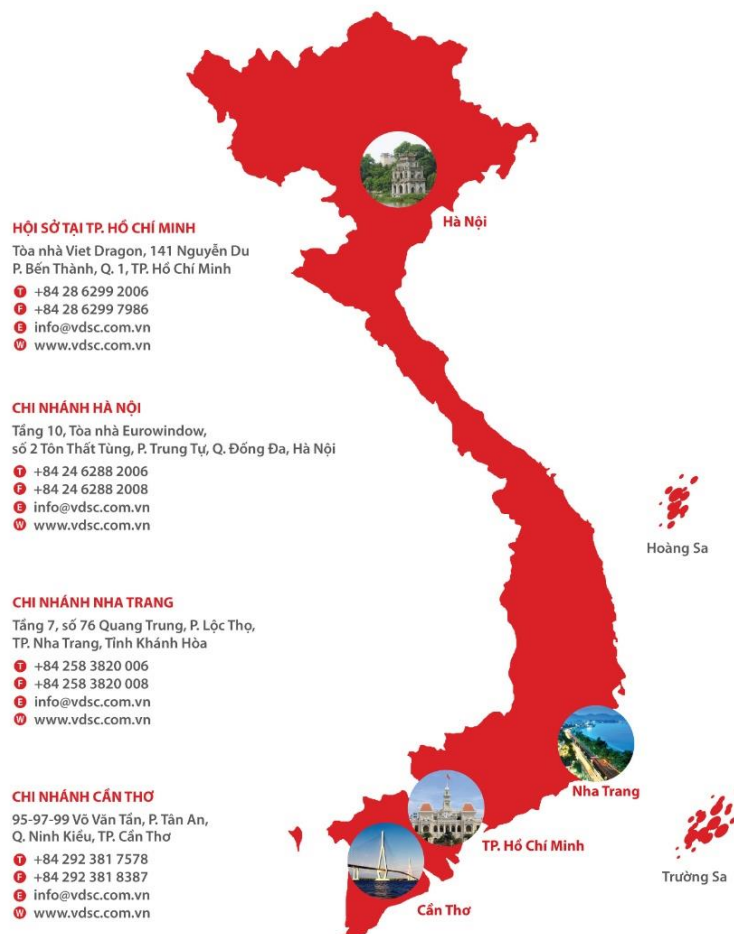 HỘI SỞ TẠI TP. HỒ CHÍ MINH
Tòa nhà Viet Dragon, 141 Nguyễn Du
P. Bến Thành, Q. 1, TP. Hồ Chí Minh
T +84 28 6299 2006
F +84 28 6299 7986
E info@vdsc.com.vn
W www.vdsc.com.vn
CHI NHÁNH HÀ NỘI
Tầng 10, Tòa nhà Eurowindow,
số 2 Tôn Thất Tùng, P. Trung Tự, Q. Đống Đa, Hà Nội
T +84 24 6288 2006
F +84 24 6288 2008
E info@vdsc.com.vn
W www.vdsc.com.vn
CHI NHÁNH NHA TRANG
Tầng 7, số 76 Quang Trung, P. Lộc Thọ,
TP. Nha Trang, Tỉnh Khánh Hòa
T +84 258 3820 006
F +84 258 3820 008
E info@vdsc.com.vn
W www.vdsc.com.vn
CHI NHÁNH CẦN THƠ
95-97-99 Võ Văn Tần, P. Tân An,
Q. Ninh Kiều, TP. Cần Thơ
T +84 292 381 7578
F +84 292 381 8387
E info@vdsc.com.vn
W www.vdsc.com.vn
Hà Nội
Hoàng Sa
Nha Trang
TP. Hồ Chí Minh
Trường Sa
Cần Thơ